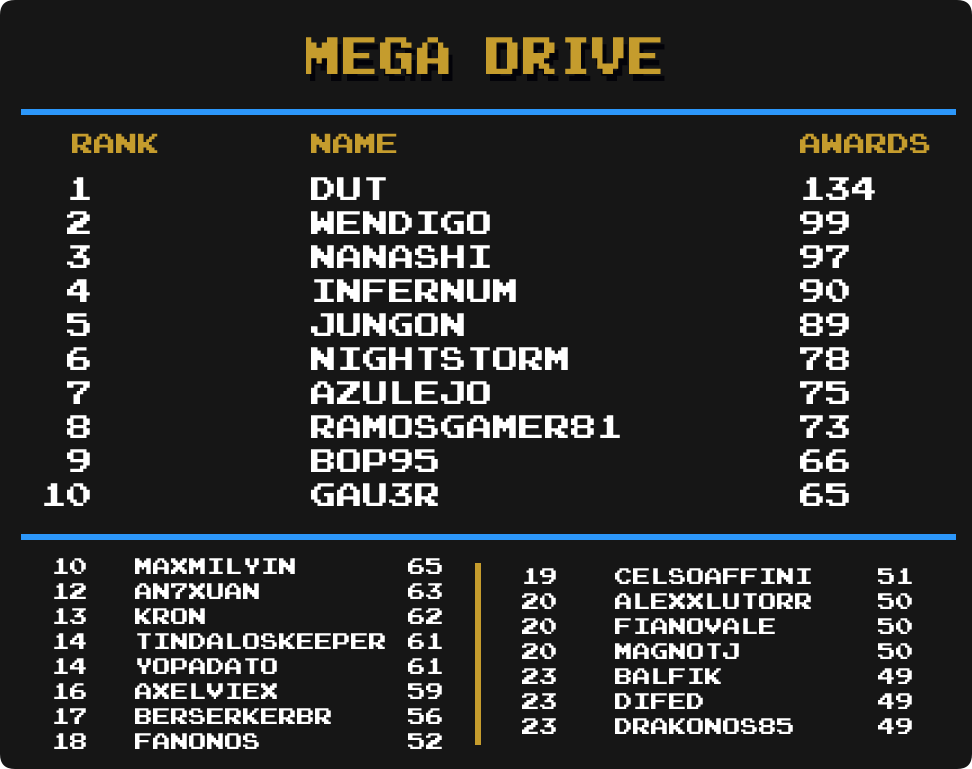 MEGA DRIVE
RANK NAME AWARDS
1 DUT 134
2 WENDIGO 99
3 NANASHI 97
4 INFERNUM 90
5 JUNGON 89
6 NIGHTSTORM 78
7 AZULEJO 75
8 RAMOSGAMER81 73
9 BOP95 66
10 GAU3R 65
10 MAXMILYIN 65
12 AN7XUAN 63
13 KRON 62
14 TINDALOSKEEPER 61
14 YOPADATO 61
16 AXELVIEX 59
17 BERSERKERBR 56
18 FANONOS 52
19 CELSOAFFINI 51
20 ALEXXLUTORR 50
20 FIANOVALE 50
20 MAGNOTJ 50
23 BALFIK 49
23 DIFED 49
23 DRAKONOS85 49